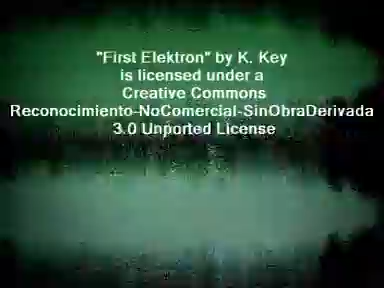 "First Elektron" by K. Key
is licensed under a
Creative Commons
Reconocimiento-NoComercial-SinObraDerivada
3.0 Unported License